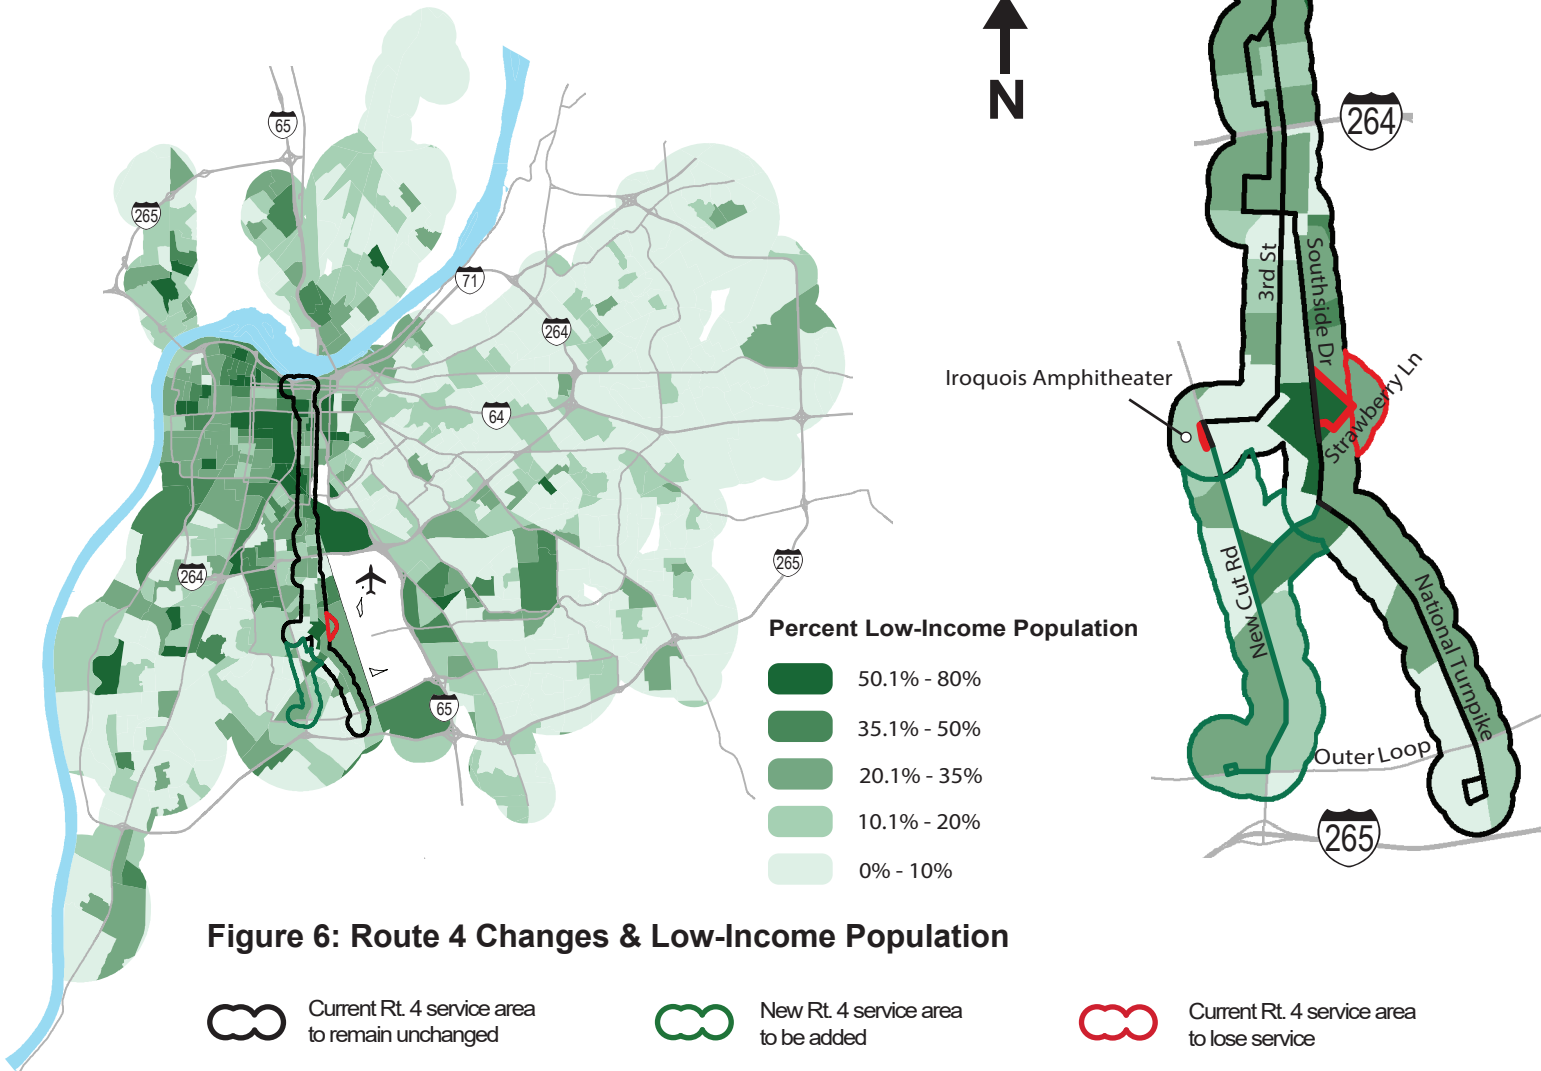 N
65
264
265
71
264
3rd St
Southside Dr
64
Iroquois Amphitheater
Strawberry Ln
264
265
New Cut Rd
National Turnpike
Percent Low-Income Population
50.1% - 80%
65
35.1% - 50%
Outer Loop
20.1% - 35%
10.1% - 20%
265
0% - 10%
Figure 6: Route 4 Changes & Low-Income Population
Current Rt. 4 service area
to remain unchanged
New Rt. 4 service area
to be added
Current Rt. 4 service area
to lose service